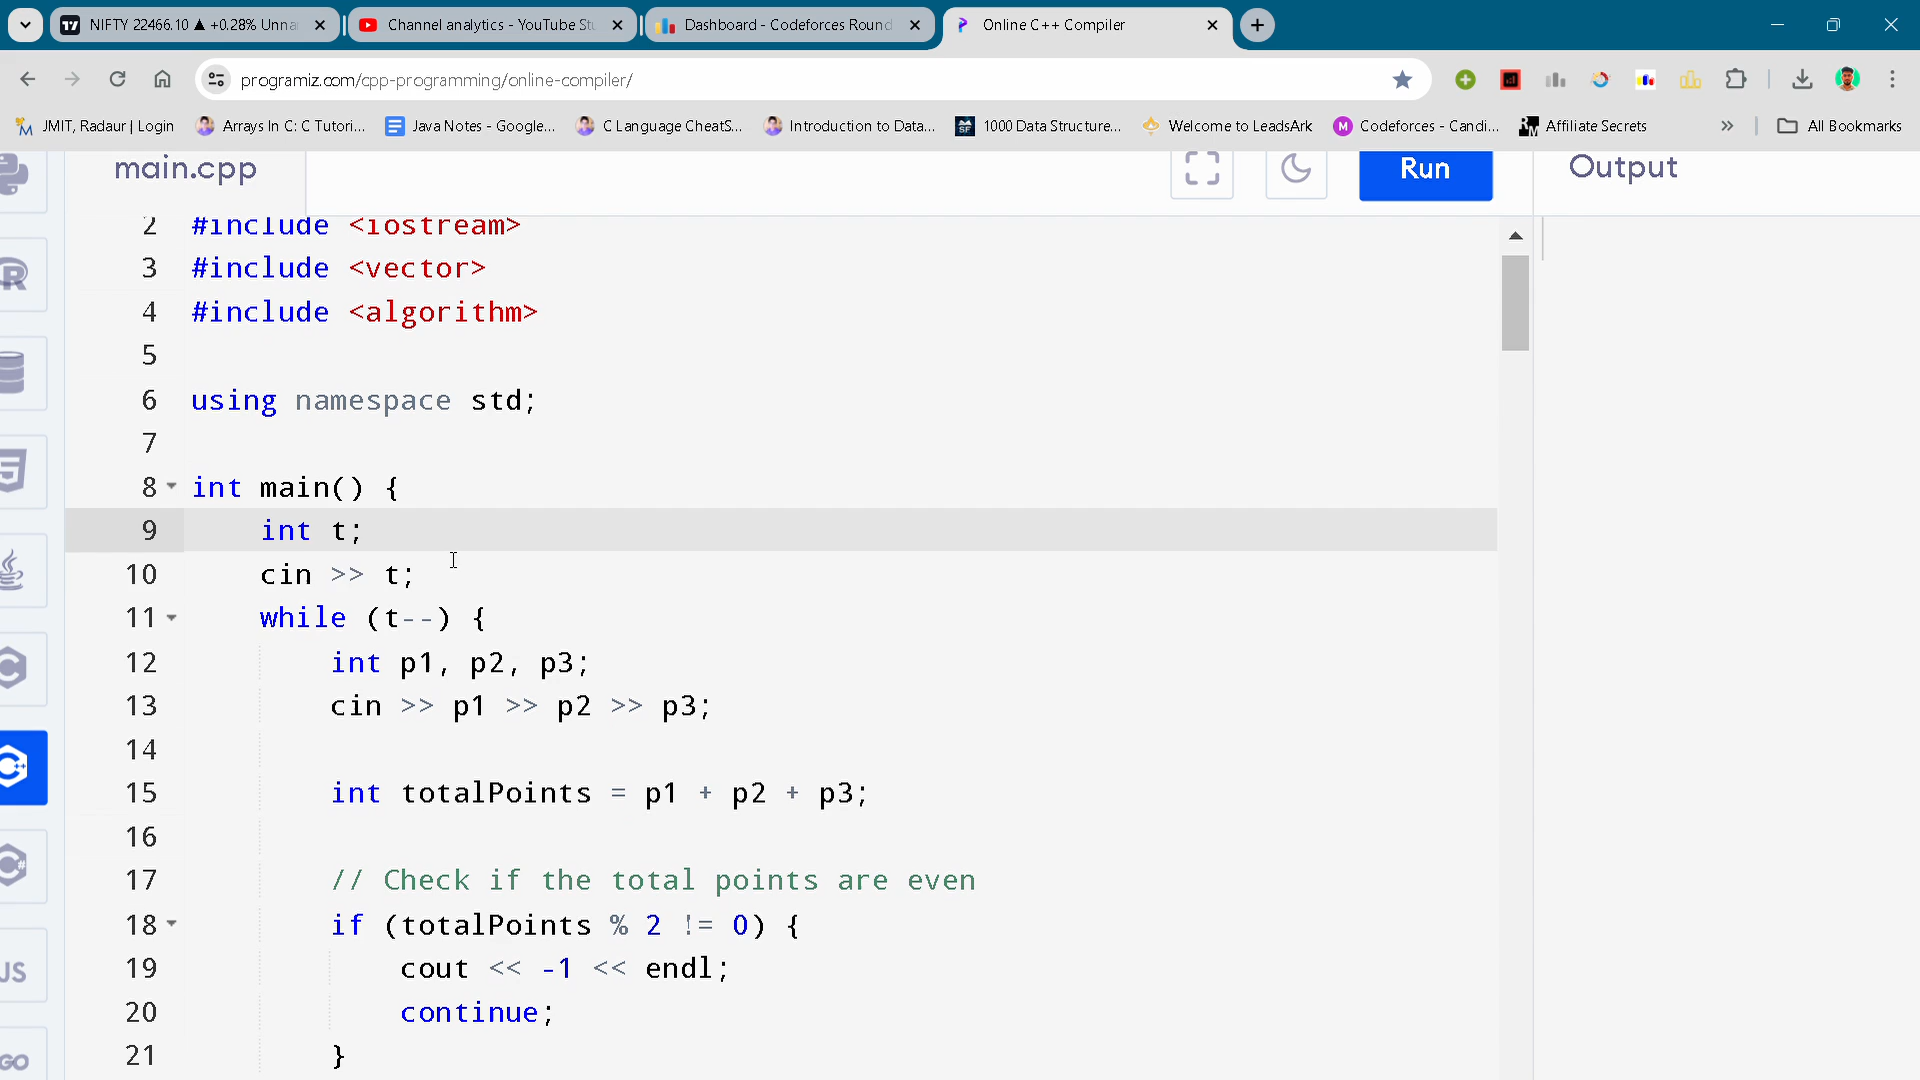 NIFTY 22466.10 ▲ +0.28% Unna
Channel analytics - YouTube Stu
Dashboard - Codeforces Round
Online C++ Compiler
programiz.com/cpp-programming/online-compiler/
JMIT, Radaur | Login
Arrays In C: C Tutori...
Java Notes - Google...
C Language CheatS...
Introduction to Data...
1000 Data Structure...
Welcome to LeadsArk
Codeforces - Candi...
Affiliate Secrets
»
All Bookmarks
main.cpp
Run
Output
2 #include <iostream>
3 #include <vector>
4 #include <algorithm>
5
6 using namespace std;
7
8 int main() {
9 int t;
10 cin >> t;
11 while (t--) {
12 int p1, p2, p3;
13 cin >> p1 >> p2 >> p3;
14
15 int totalPoints = p1 + p2 + p3;
16
17 // Check if the total points are even
18 if (totalPoints % 2 != 0) {
19 cout << -1 << endl;
20 continue;
21 }
JS
GO